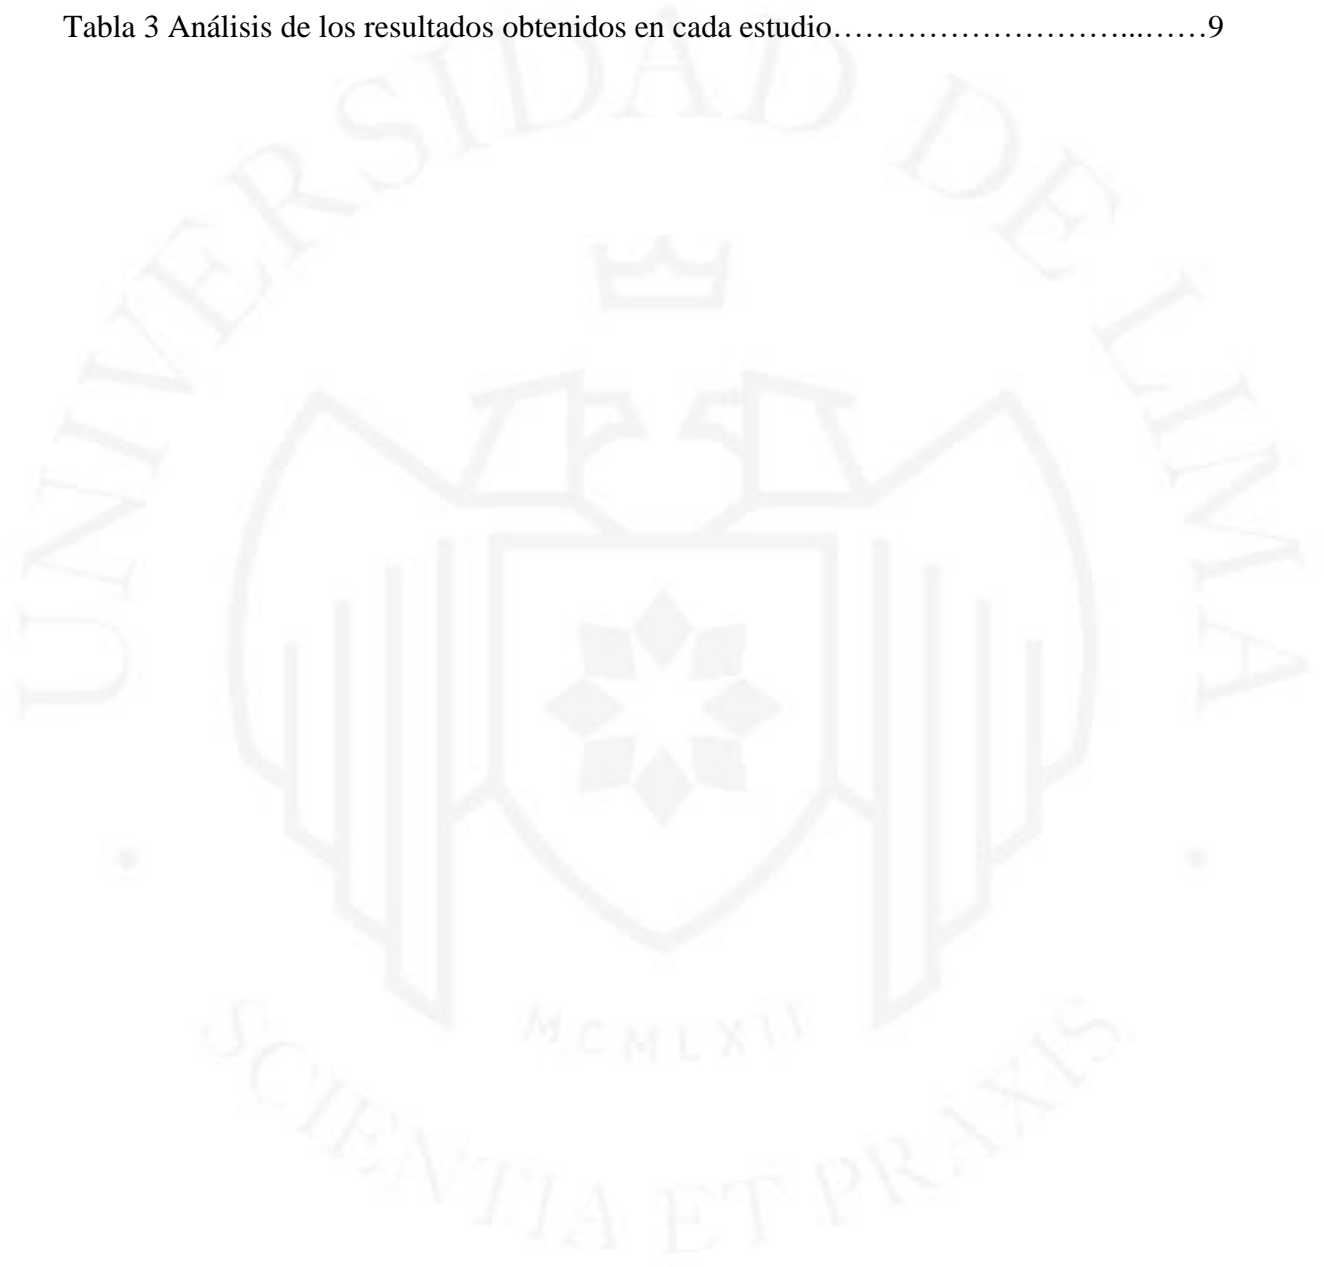 Tabla 3 Análisis de los resultados obtenidos en cada estudio………………………...……9
UNIVERSIDAD DE LIMA
MCMLXII
SCIENTIA ET PRAXIS